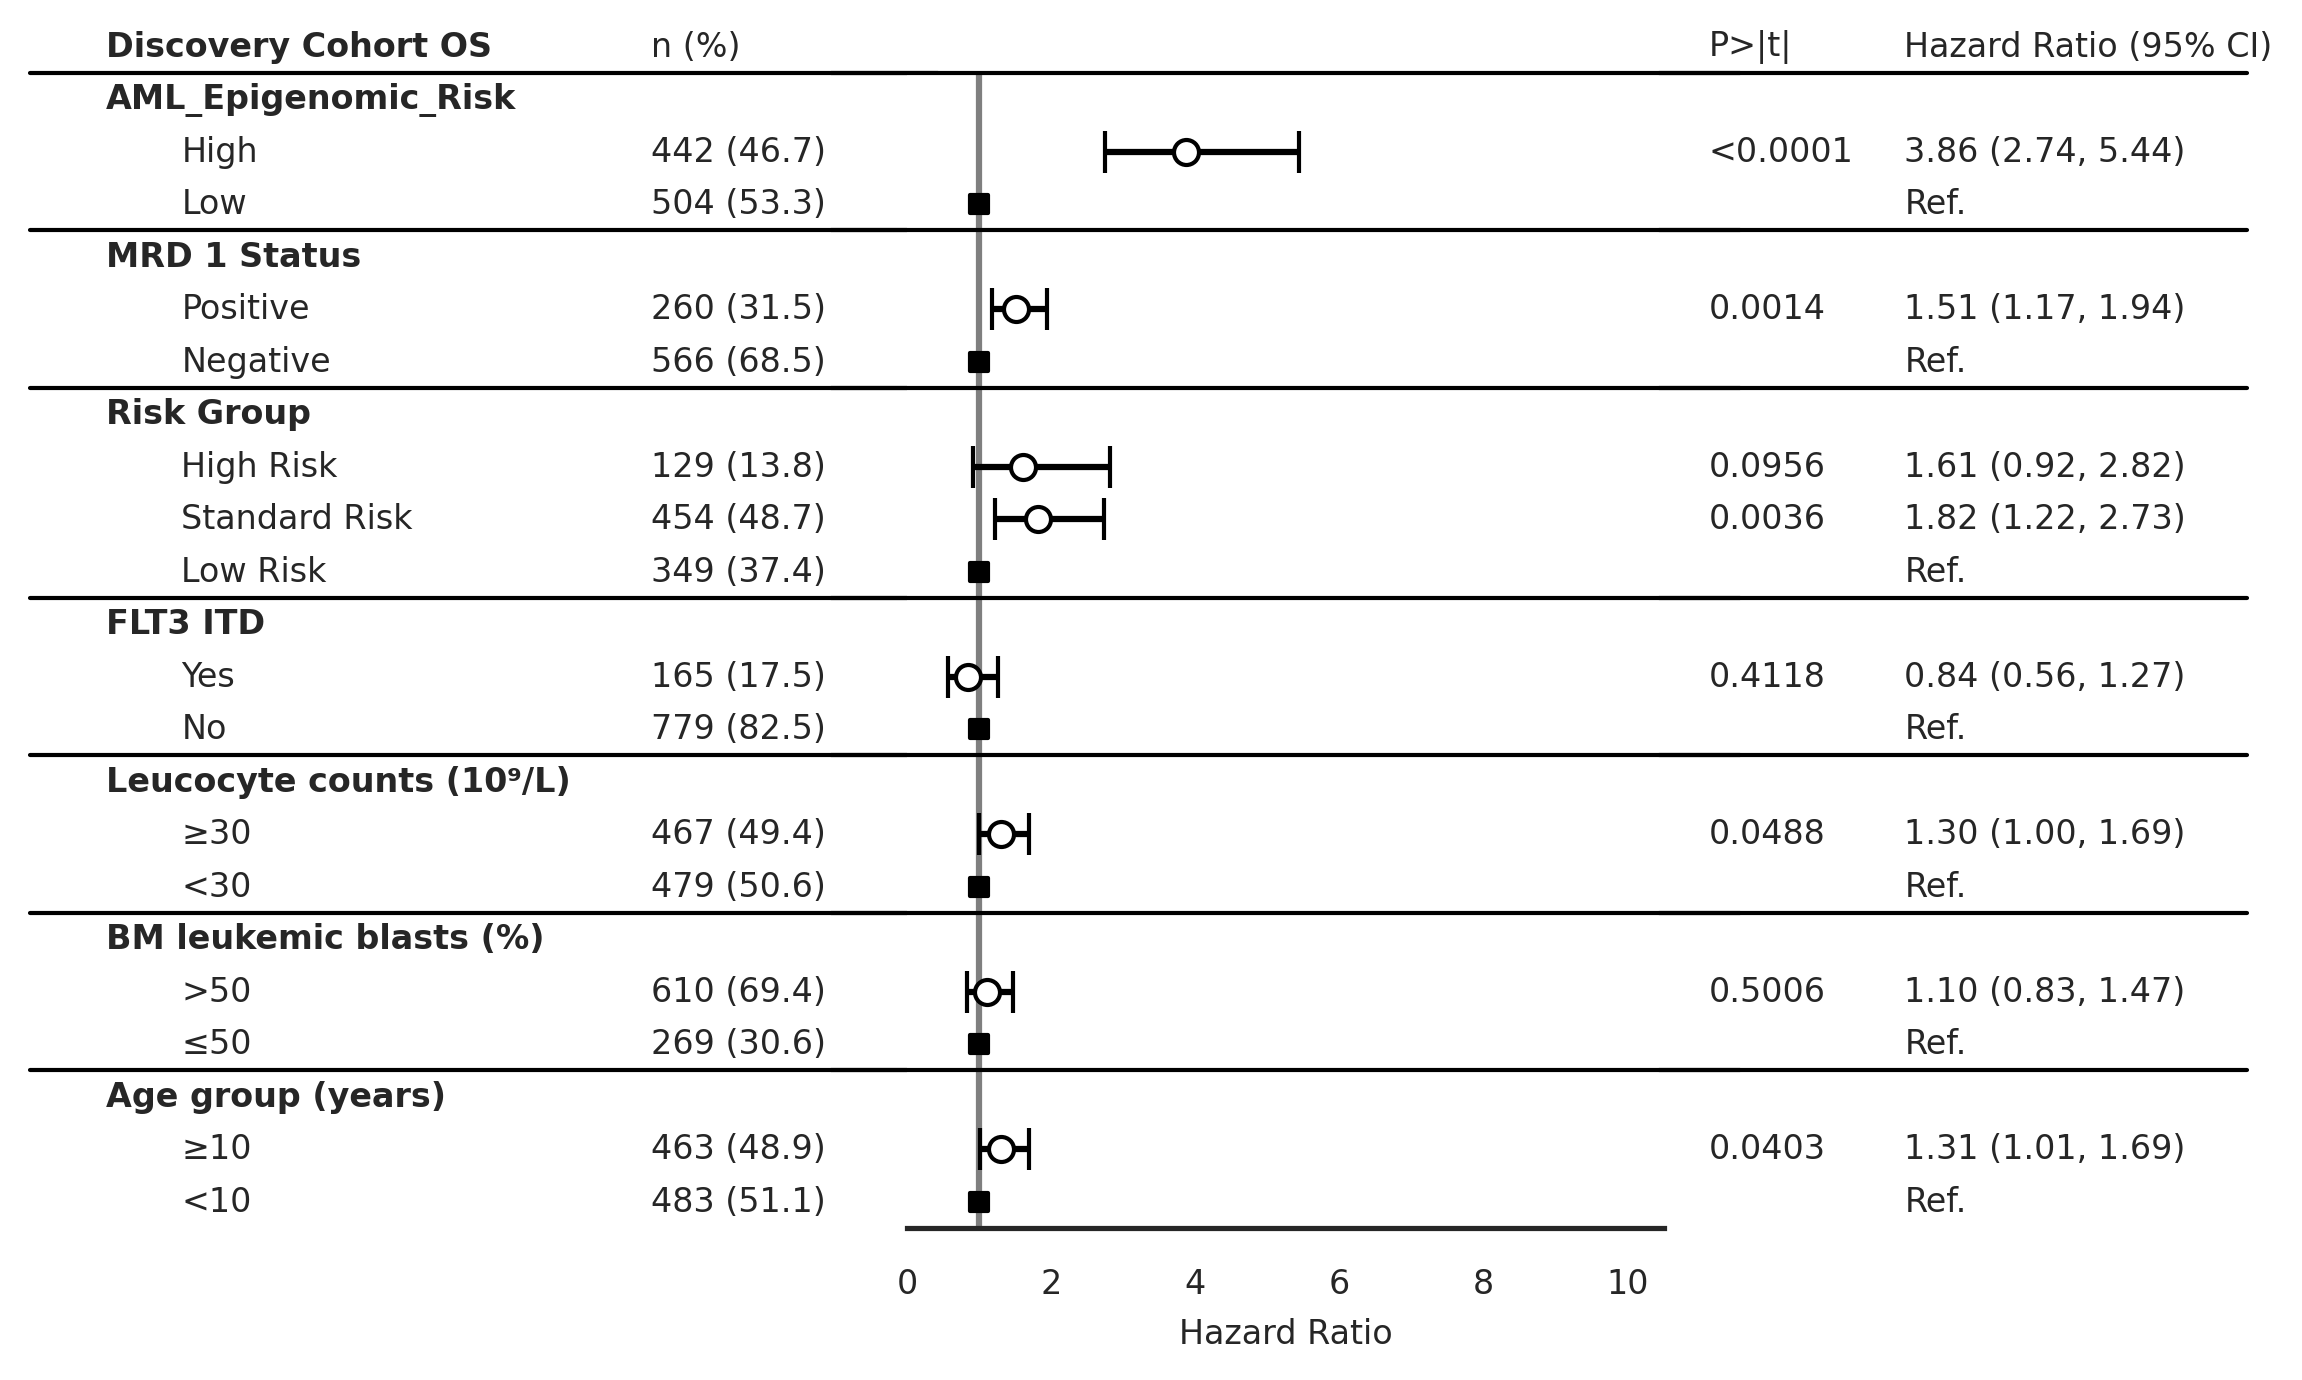 Discovery Cohort OS n (%) P>|t| Hazard Ratio (95% CI)
AML_Epigenomic_Risk
High 442 (46.7) <0.0001 3.86 (2.74, 5.44)
Low 504 (53.3) Ref.
MRD 1 Status
Positive 260 (31.5) 0.0014 1.51 (1.17, 1.94)
Negative 566 (68.5) Ref.
Risk Group
High Risk 129 (13.8) 0.0956 1.61 (0.92, 2.82)
Standard Risk 454 (48.7) 0.0036 1.82 (1.22, 2.73)
Low Risk 349 (37.4) Ref.
FLT3 ITD
Yes 165 (17.5) 0.4118 0.84 (0.56, 1.27)
No 779 (82.5) Ref.
Leucocyte counts (10⁹/L)
≥30 467 (49.4) 0.0488 1.30 (1.00, 1.69)
<30 479 (50.6) Ref.
BM leukemic blasts (%)
>50 610 (69.4) 0.5006 1.10 (0.83, 1.47)
≤50 269 (30.6) Ref.
Age group (years)
≥10 463 (48.9) 0.0403 1.31 (1.01, 1.69)
<10 483 (51.1) Ref.
0 2 4 6 8 10
Hazard Ratio